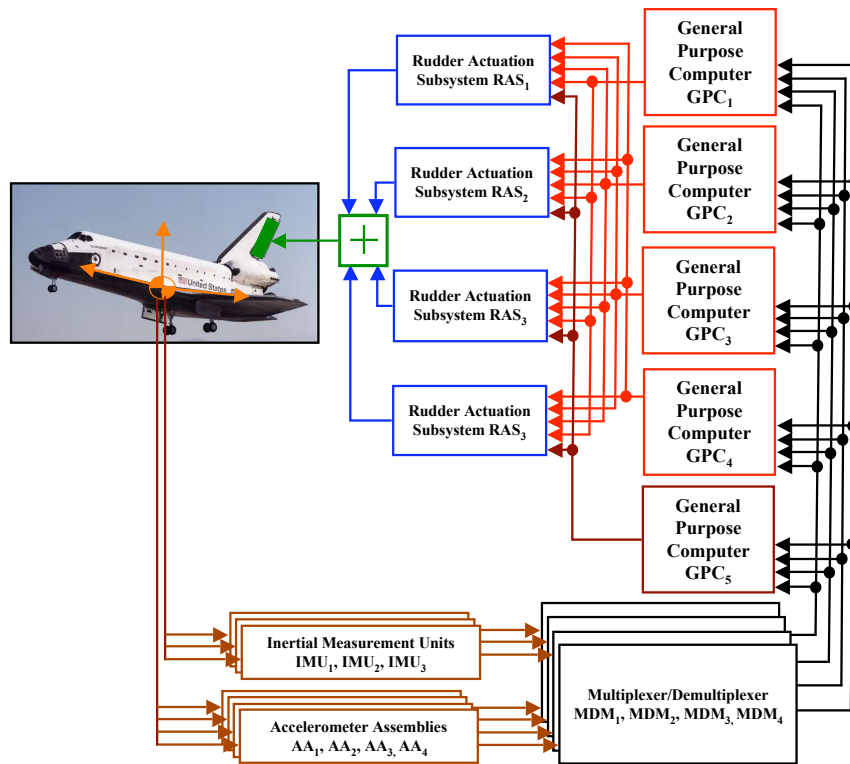 Rudder Actuation
Subsystem RAS₁
General
Purpose
Computer
GPC₁
Rudder Actuation
Subsystem RAS₂
General
Purpose
Computer
GPC₂
United States
Rudder Actuation
Subsystem RAS₃
General
Purpose
Computer
GPC₃
Rudder Actuation
Subsystem RAS₃
General
Purpose
Computer
GPC₄
General
Purpose
Computer
GPC₅
Inertial Measurement Units
IMU₁, IMU₂, IMU₃
Multiplexer/Demultiplexer
MDM₁, MDM₂, MDM₃, MDM₄
Accelerometer Assemblies
AA₁, AA₂, AA₃, AA₄